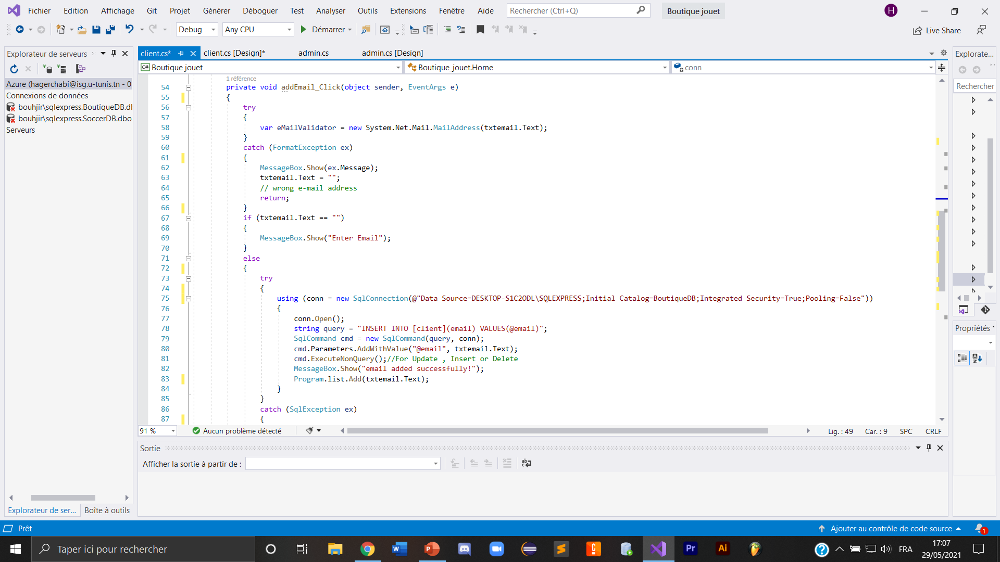 Fichier Edition Affichage Git Projet Générer Déboguer Test Analyser Outils Extensions Fenêtre Aide Rechercher (Ctrl+Q) Boutique jouet H
Debug Any CPU Démarrer Live Share
Explorateur de serveurs
client.cs* client.cs [Design]* admin.cs admin.cs [Design]
Explorate...
C# Boutique jouet Boutique_jouet.Home conn
Azure (hagerchabi@isg.u-tunis.tn - 0
Rechercher
Connexions de données
bouhjir\sqlexpress.BoutiqueDB.d
bouhjir\sqlexpress.SoccerDB.dbo
Serveurs
1 référence
54 private void addEmail_Click(object sender, EventArgs e)
55 {
56 try
57 {
58 var eMailValidator = new System.Net.Mail.MailAddress(txtemail.Text);
59 }
60 catch (FormatException ex)
61 {
62 MessageBox.Show(ex.Message);
63 txtemail.Text = "";
64 // wrong e-mail address
65 return;
66 }
67 if (txtemail.Text == "")
68 {
69 MessageBox.Show("Enter Email");
70 }
71 else
72 {
73 try
74 {
75 using (conn = new SqlConnection(@"Data Source=DESKTOP-S1C2ODL\SQLEXPRESS;Initial Catalog=BoutiqueDB;Integrated Security=True;Pooling=False"))
76 {
77 conn.Open();
78 string query = "INSERT INTO [client](email) VALUES(@email)";
79 SqlCommand cmd = new SqlCommand(query, conn);
80 cmd.Parameters.AddWithValue("@email", txtemail.Text);
81 cmd.ExecuteNonQuery();//For Update , Insert or Delete
82 MessageBox.Show("email added successfully!");
83 Program.list.Add(txtemail.Text);
84 }
85 }
86 catch (SqlException ex)
87 {
Propriétés
91 % Aucun problème détecté Lig. : 49 Car. : 9 SPC CRLF
Sortie
Afficher la sortie à partir de :
Explorateur de ser... Boîte à outils
Prêt Ajouter au contrôle de code source 1
Taper ici pour rechercher
FRA
17:07
29/05/2021